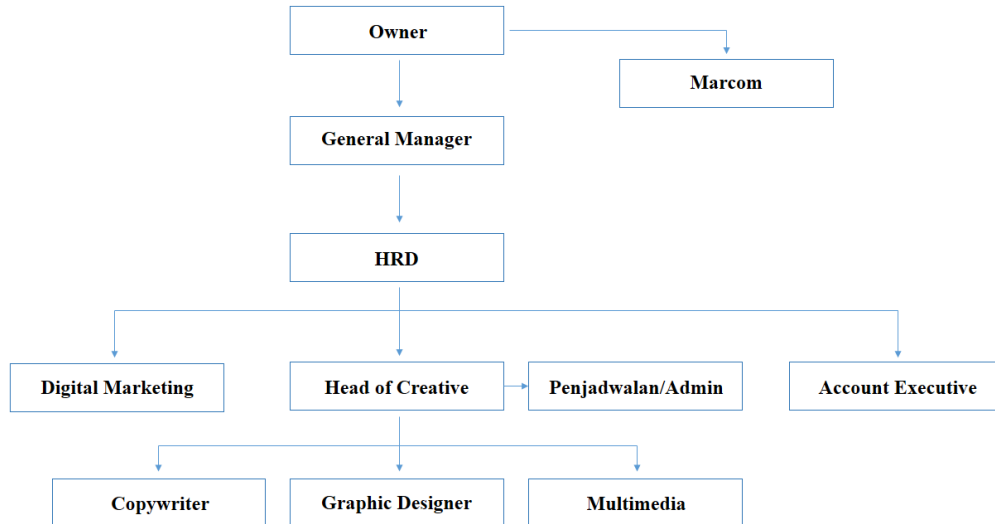 Owner
Marcom
General Manager
HRD
Digital Marketing
Head of Creative
Penjadwalan/Admin
Account Executive
Copywriter
Graphic Designer
Multimedia